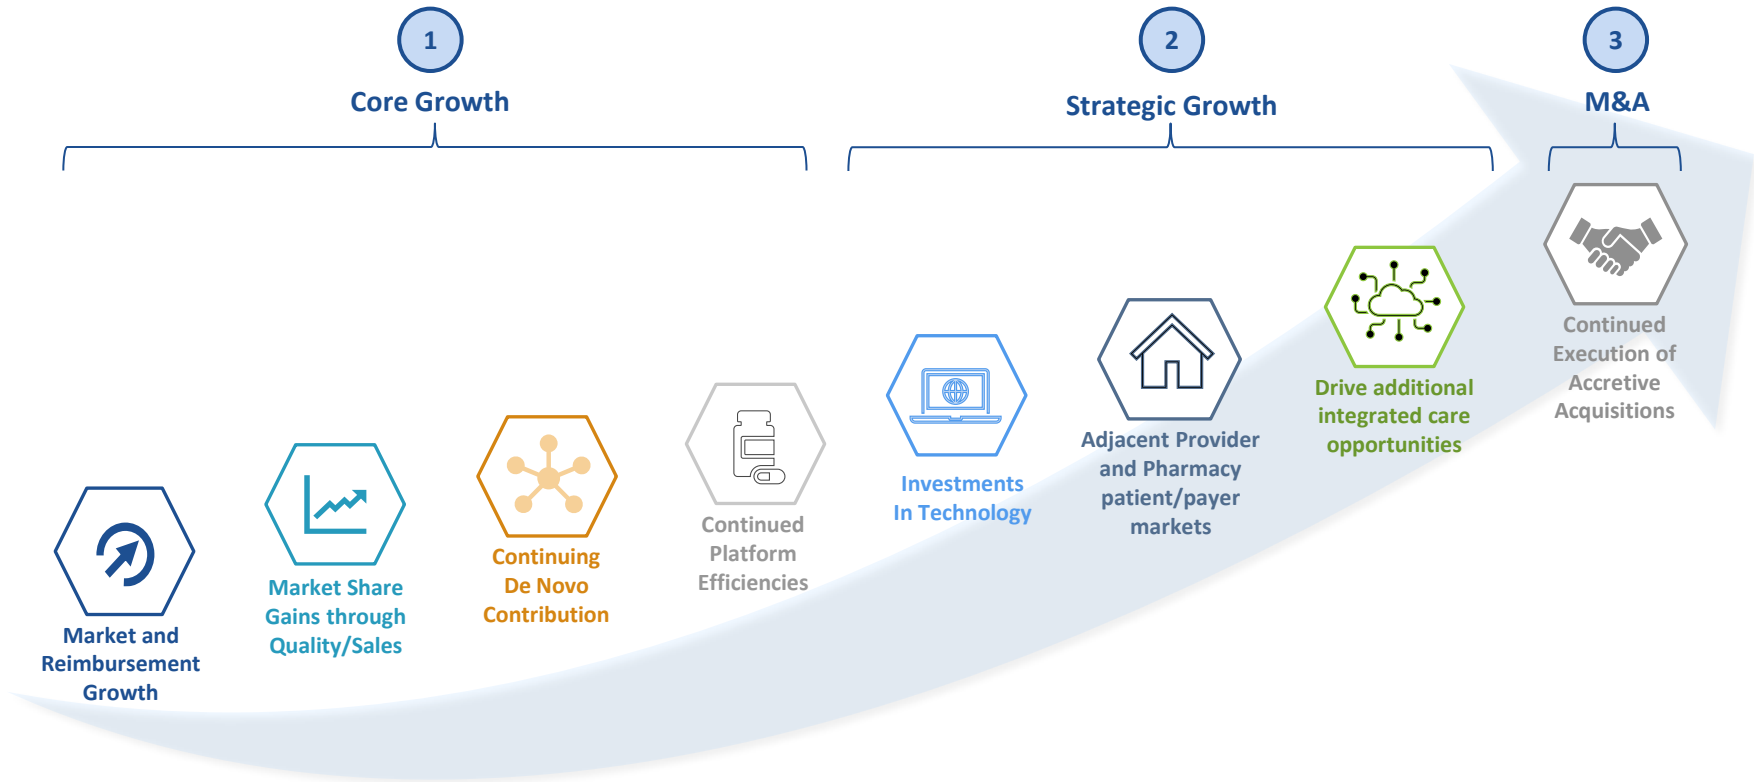 1
Core Growth
Market and
Reimbursement
Growth
Market Share
Gains through
Quality/Sales
Continuing
De Novo
Contribution
Continued
Platform
Efficiencies
2
Strategic Growth
Investments
In Technology
Adjacent Provider
and Pharmacy
patient/payer
markets
Drive additional
integrated care
opportunities
3
M&A
Continued
Execution of
Accretive
Acquisitions